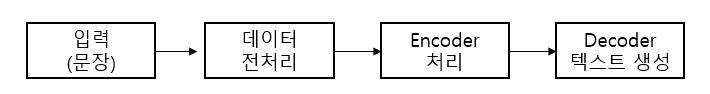 입력
(문장)
데이터
전처리
Encoder
처리
Decoder
텍스트 생성